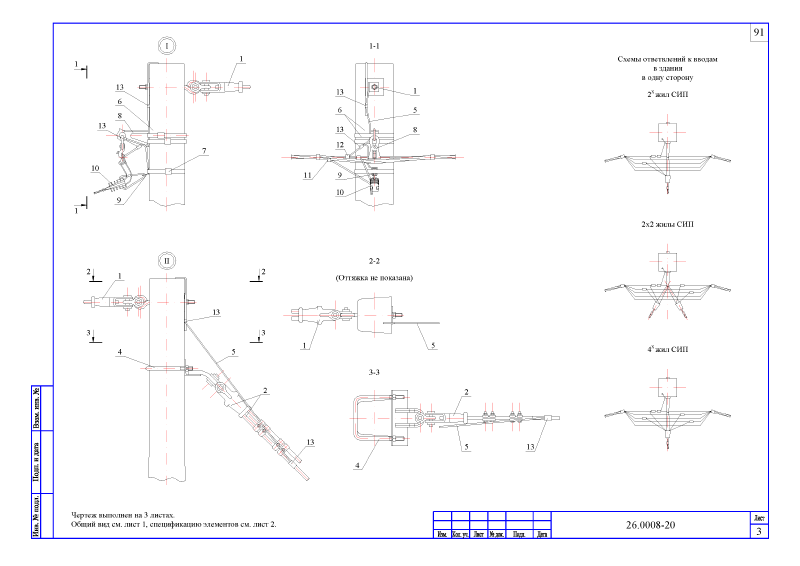 91
I
1
1
13
6
8
13
7
10
9
1
1-1
13
1
6
5
13
8
12
11
9
10
Схемы ответвлений к вводам
в здания
в одну сторону
2х жил СИП
2х2 жилы СИП
4х жил СИП
II
2
1
2
13
3
3
4
5
2
13
2-2
(Оттяжка не показана)
1
5
3-3
2
4
5
13
Взам. инв. №
Подп. и дата
Инв. № подл.
Чертеж выполнен на 3 листах.
Общий вид см. лист 1, спецификацию элементов см. лист 2.
Изм. Кол. уч. Лист № док. Подп. Дата
26.0008-20
Лист
3